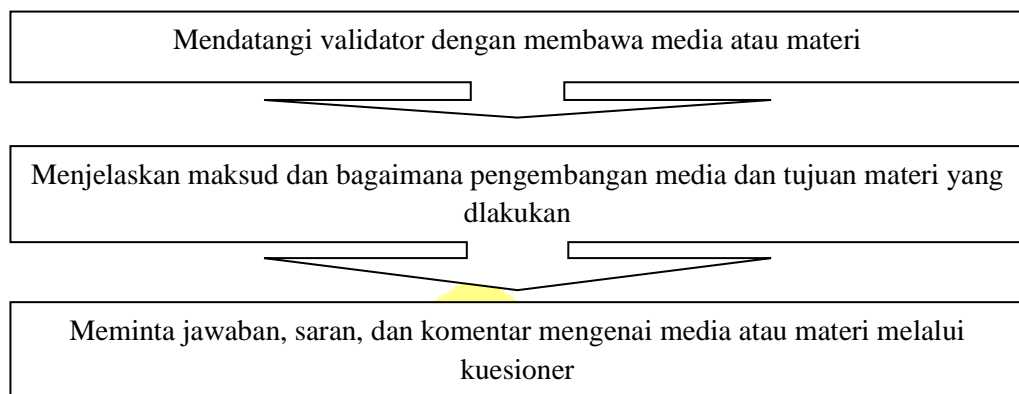 Mendatangi validator dengan membawa media atau materi
Menjelaskan maksud dan bagaimana pengembangan media dan tujuan materi yang
dlakukan
Meminta jawaban, saran, dan komentar mengenai media atau materi melalui
kuesioner